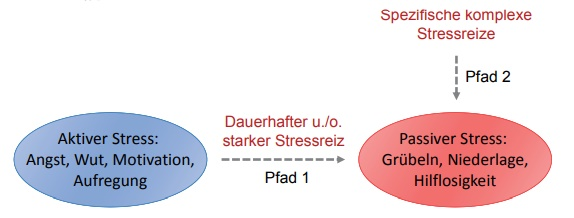 Spezifische komplexe
Stressreize
Pfad 2
Aktiver Stress:
Angst, Wut, Motivation,
Aufregung
Dauerhafter u./o.
starker Stressreiz
Pfad 1
Passiver Stress:
Grübeln, Niederlage,
Hilflosigkeit